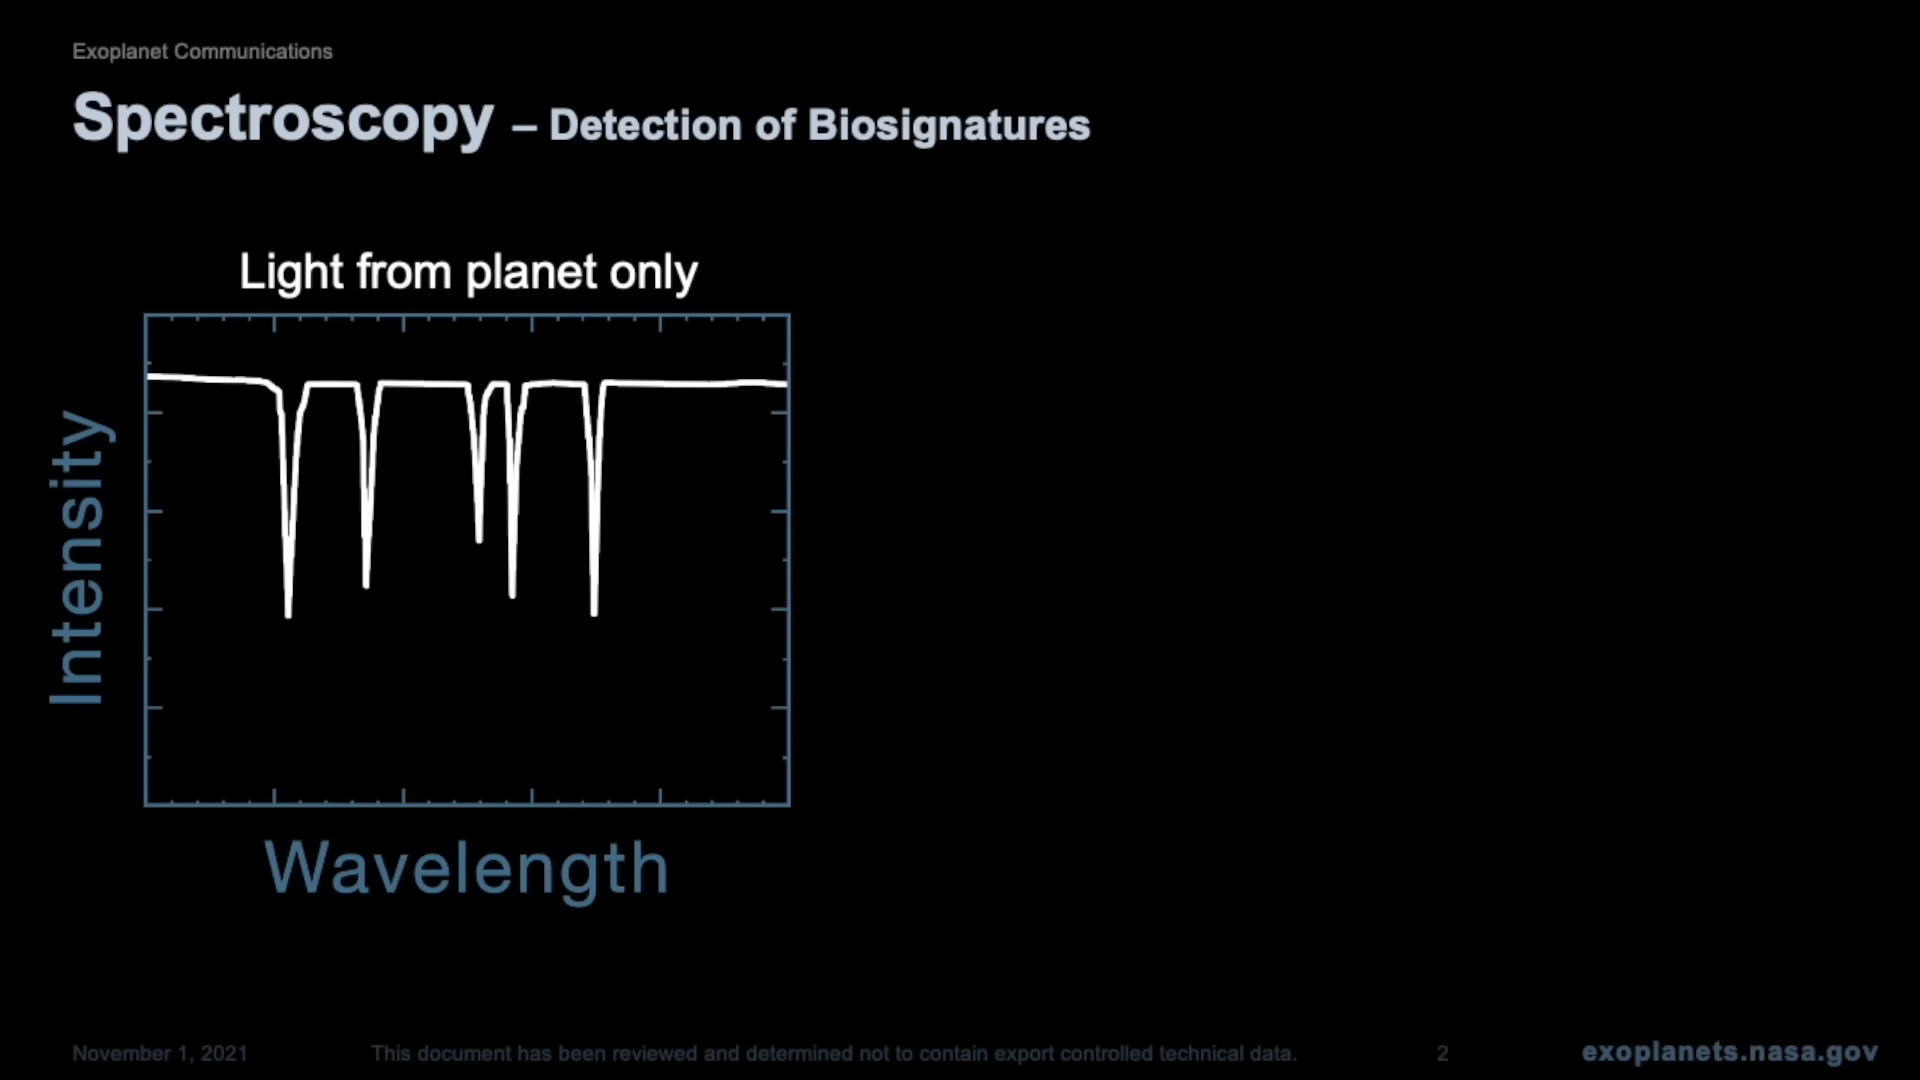 Exoplanet Communications
Spectroscopy – Detection of Biosignatures
Light from planet only
Intensity
Wavelength
November 1, 2021
This document has been reviewed and determined not to contain export controlled technical data.
2
exoplanets.nasa.gov